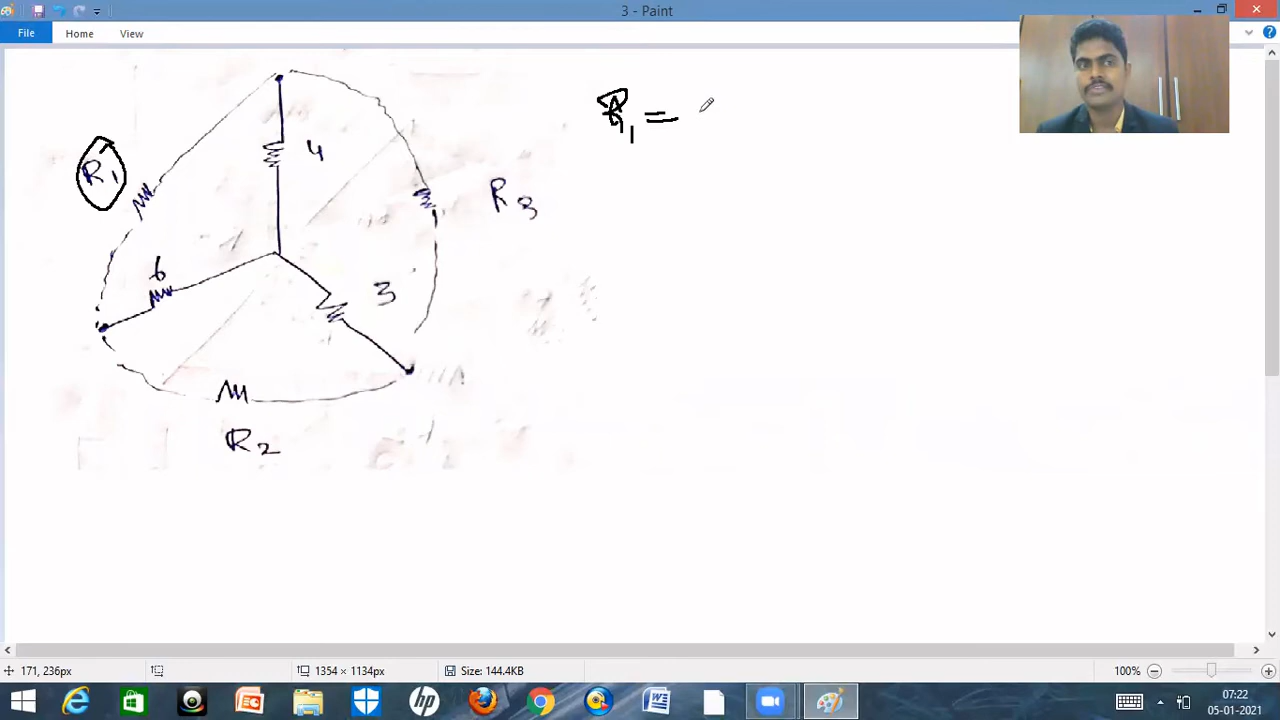 3 - Paint
File Home View
R1 =
R1
4
R3
6
3
R2
171, 236px
1354 × 1134px
Size: 144.4KB
100%
07:22
05-01-2021